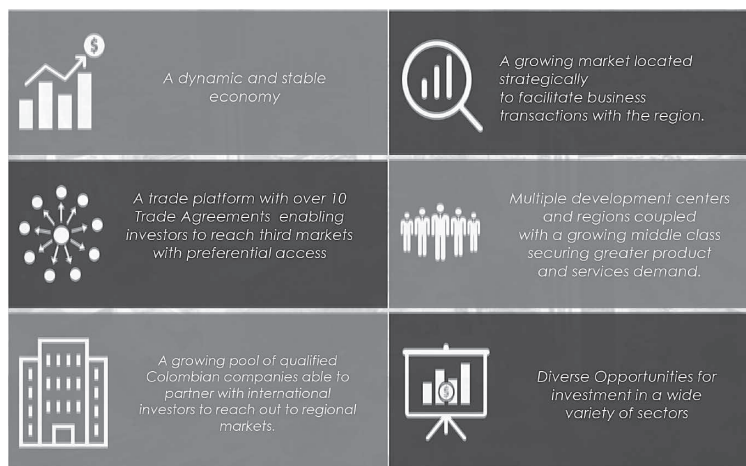 $
A dynamic and stable
economy
A growing market located
strategically
to facilitate business
transactions with the region.
A trade platform with over 10
Trade Agreements enabling
investors to reach third markets
with preferential access
Multiple development centers
and regions coupled
with a growing middle class
securing greater product
and services demand.
A growing pool of qualified
Colombian companies able to
partner with international
investors to reach out to regional
markets.
$
Diverse Opportunities for
investment in a wide
variety of sectors